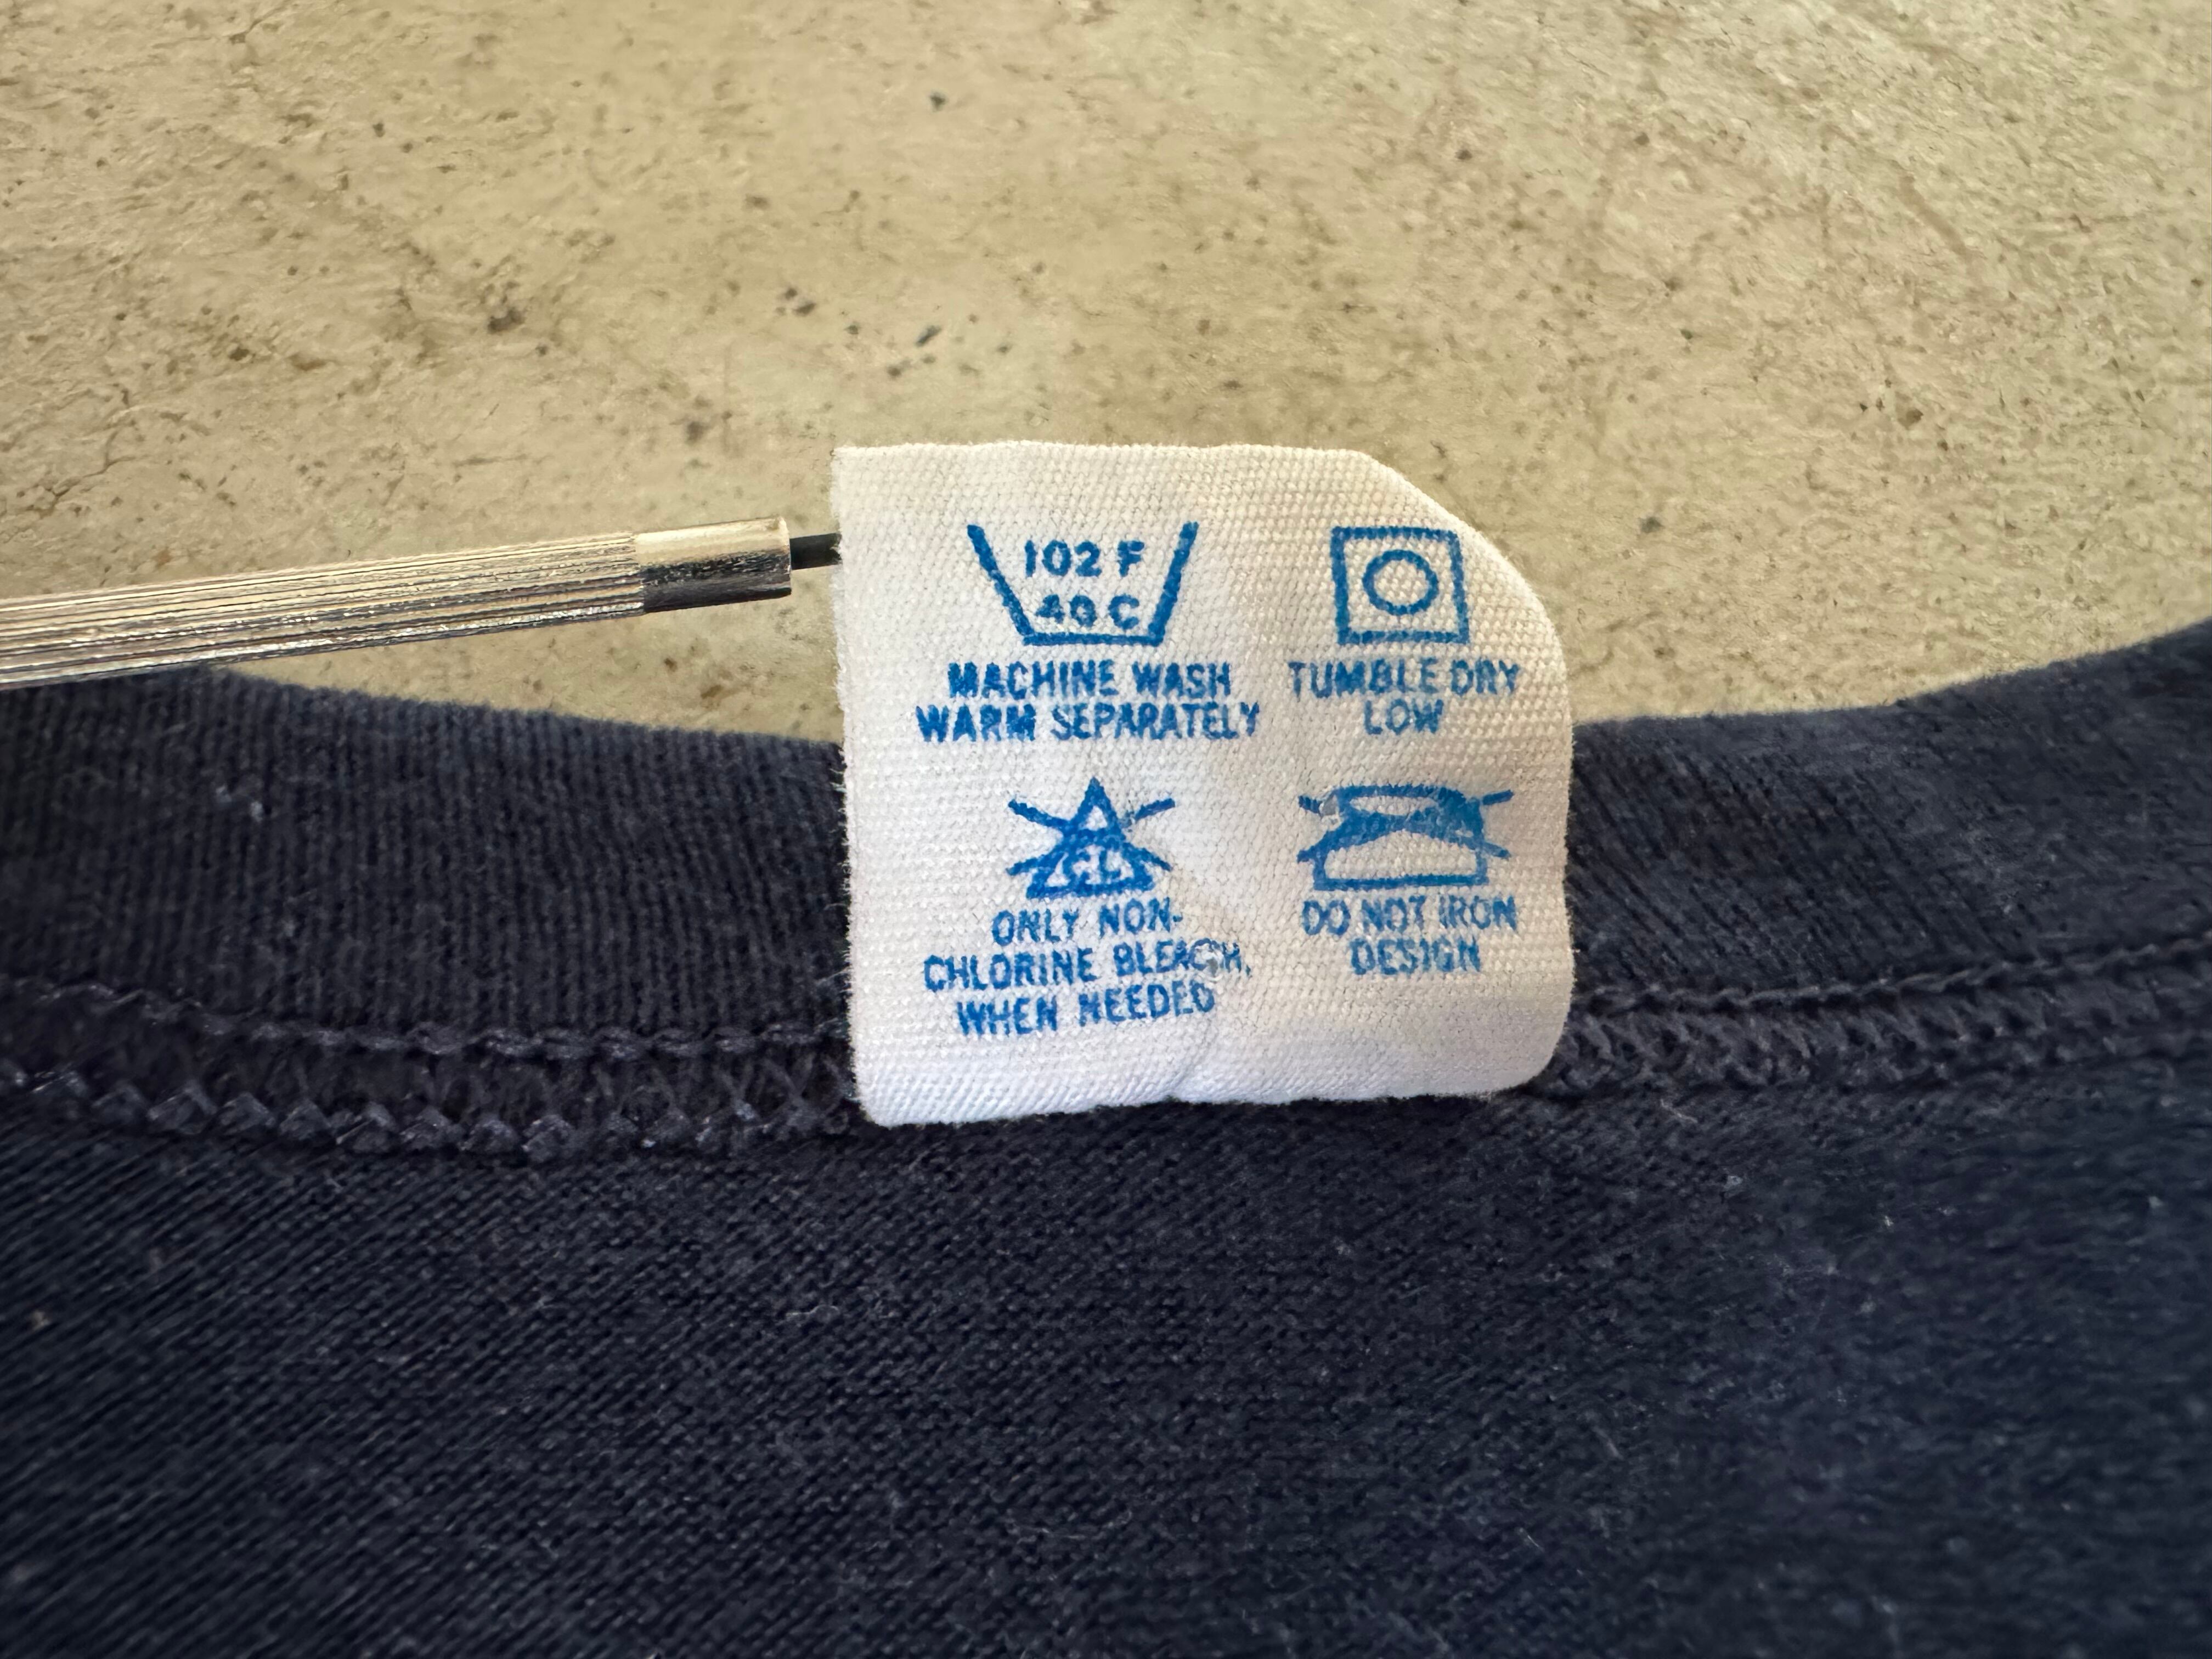 102 F
40 C
MACHINE WASH
WARM SEPARATELY
TUMBLE DRY
LOW
CL
ONLY NON-
CHLORINE BLEACH,
WHEN NEEDED
DO NOT IRON
DESIGN